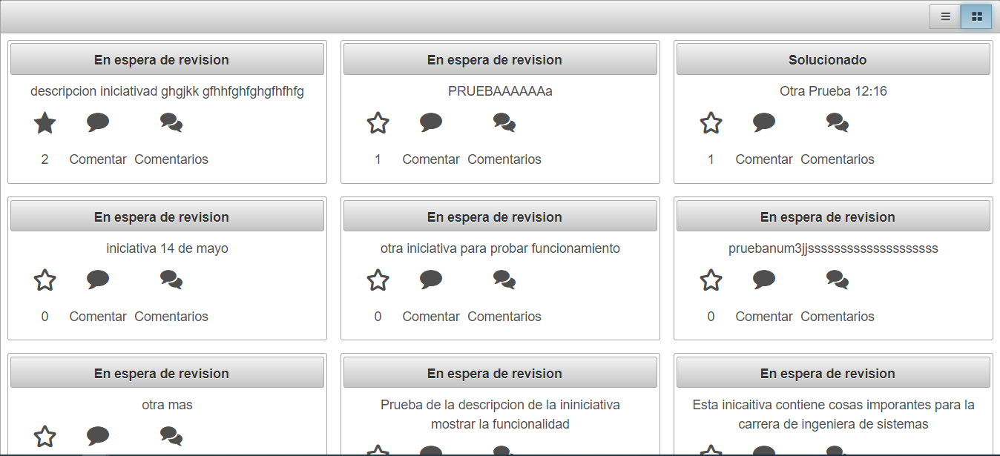 En espera de revision
En espera de revision
Solucionado
descripcion iniciativad ghgjkk gfhhfghfghgfhfhfg
PRUEBAAAAAAa
Otra Prueba 12:16
2 Comentar Comentarios
1 Comentar Comentarios
1 Comentar Comentarios
En espera de revision
En espera de revision
En espera de revision
iniciativa 14 de mayo
otra iniciativa para probar funcionamiento
pruebanum3jjssssssssssssssssssss
0 Comentar Comentarios
0 Comentar Comentarios
0 Comentar Comentarios
En espera de revision
En espera de revision
En espera de revision
otra mas
Prueba de la descripcion de la ininiciativa
mostrar la funcionalidad
Esta inicaitiva contiene cosas imporantes para la
carrera de ingeniera de sistemas